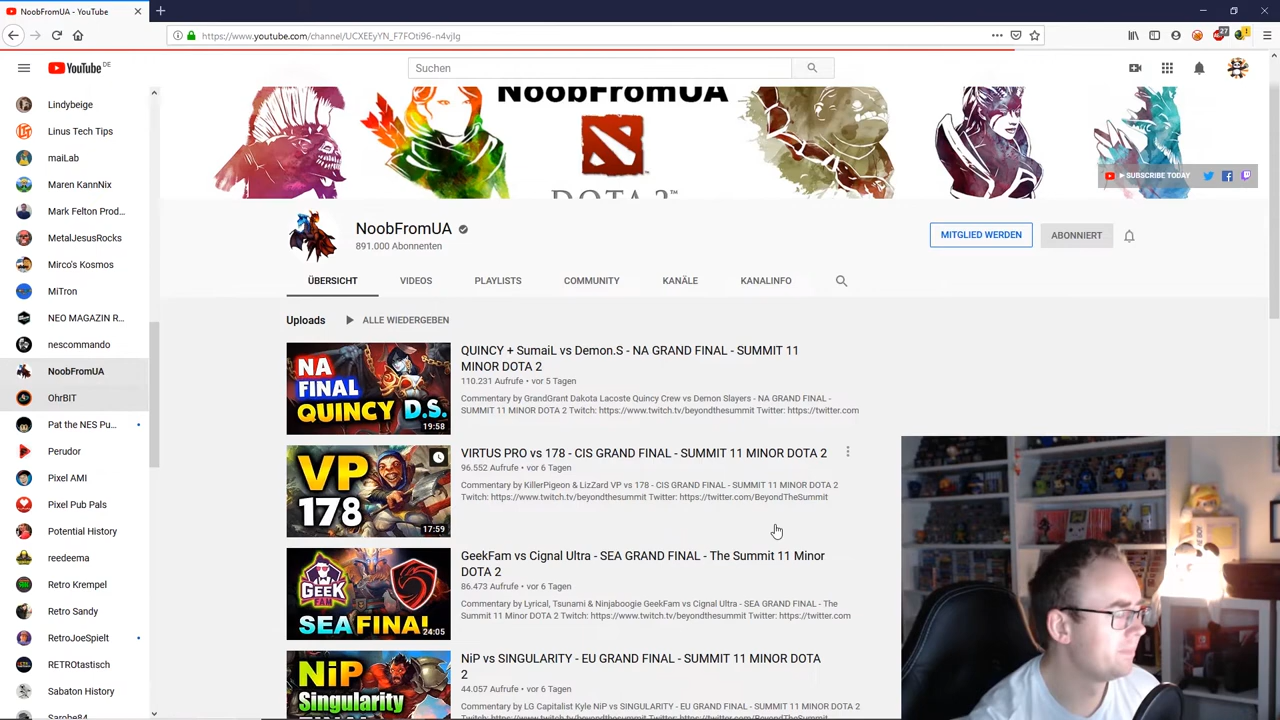 NoobFromUA - YouTube
https://www.youtube.com/channel/UCXEEyYN_F7FOti96-n4vjIg
27
YouTube DE
Suchen
Lindybeige
Linus Tech Tips
maiLab
Maren KannNix
Mark Felton Prod...
MetalJesusRocks
Mirco's Kosmos
MiTron
NEO MAGAZIN R...
nescommando
NoobFromUA
OhrBIT
Pat the NES Pu...
Perudor
Pixel AMI
Pixel Pub Pals
Potential History
reedeema
Retro Krempel
Retro Sandy
RetroJoeSpielt
RETROtastisch
Sabaton History
Sarobe84
NoobFromUA
DOTA 2™
SUBSCRIBE TODAY
NoobFromUA
891.000 Abonnenten
MITGLIED WERDEN
ABONNIERT
ÜBERSICHT
VIDEOS
PLAYLISTS
COMMUNITY
KANÄLE
KANALINFO
Uploads
ALLE WIEDERGEBEN
NA
FINAL
QUINCY D.S.
19:58
QUINCY + SumaiL vs Demon.S - NA GRAND FINAL - SUMMIT 11
MINOR DOTA 2
110.231 Aufrufe • vor 5 Tagen
Commentary by GrandGrant Dakota Lacoste Quincy Crew vs Demon Slayers - NA GRAND FINAL -
SUMMIT 11 MINOR DOTA 2 Twitch: https://www.twitch.tv/beyondthesummit Twitter: https://twitter.com
VP
178
17:59
VIRTUS PRO vs 178 - CIS GRAND FINAL - SUMMIT 11 MINOR DOTA 2
96.552 Aufrufe • vor 6 Tagen
Commentary by KillerPigeon & LizZard VP vs 178 - CIS GRAND FINAL - SUMMIT 11 MINOR DOTA 2
Twitch: https://www.twitch.tv/beyondthesummit Twitter: https://twitter.com/BeyondTheSummit
GEEK
FAM
SEA FINAL
24:05
GeekFam vs Cignal Ultra - SEA GRAND FINAL - The Summit 11 Minor
DOTA 2
86.473 Aufrufe • vor 6 Tagen
Commentary by Lyrical, Tsunami & Ninjaboogie GeekFam vs Cignal Ultra - SEA GRAND FINAL - The
Summit 11 Minor DOTA 2 Twitch: https://www.twitch.tv/beyondthesummit Twitter: https://twitter.com
NiP
Singularity
NiP vs SINGULARITY - EU GRAND FINAL - SUMMIT 11 MINOR DOTA
2
44.057 Aufrufe • vor 6 Tagen
Commentary by LG Capitalist Kyle NiP vs SINGULARITY - EU GRAND FINAL - SUMMIT 11 MINOR DOTA 2